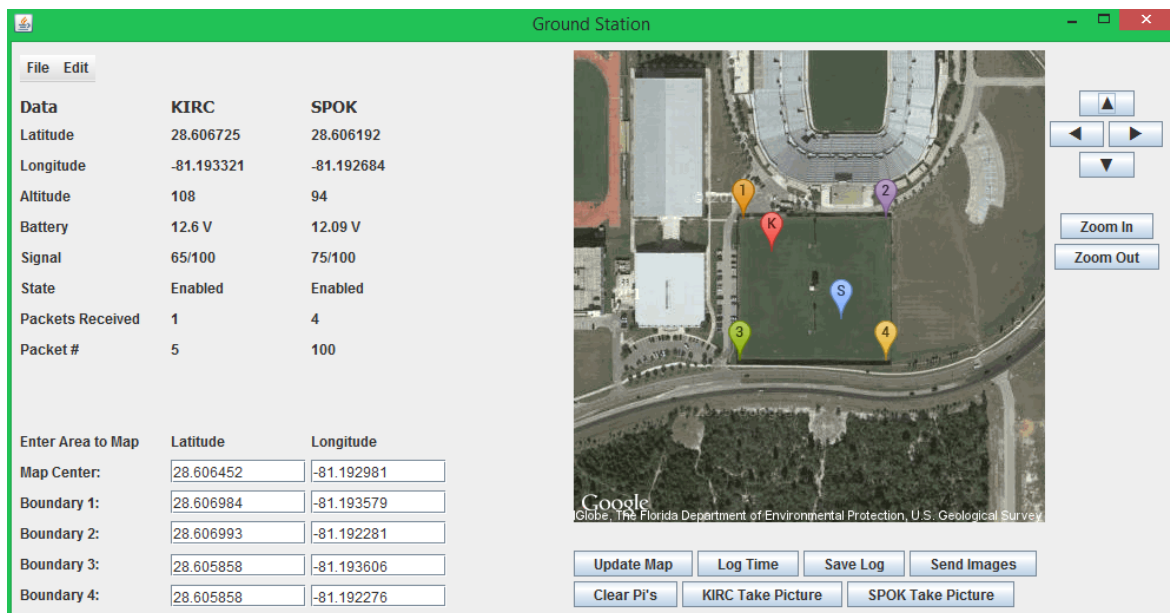 Ground Station
File Edit
Data KIRC SPOK
Latitude 28.606725 28.606192
Longitude -81.193321 -81.192684
Altitude 108 94
Battery 12.6 V 12.09 V
Signal 65/100 75/100
State Enabled Enabled
Packets Received 1 4
Packet # 5 100
Enter Area to Map Latitude Longitude
Map Center: 28.606452 -81.192981
Boundary 1: 28.606984 -81.193579
Boundary 2: 28.606993 -81.192281
Boundary 3: 28.605858 -81.193606
Boundary 4: 28.605858 -81.192276
1 2
K
S
3 4
Google
Globe, The Florida Department of Environmental Protection, U.S. Geological Survey
Zoom In
Zoom Out
Update Map Log Time Save Log Send Images
Clear Pi's KIRC Take Picture SPOK Take Picture